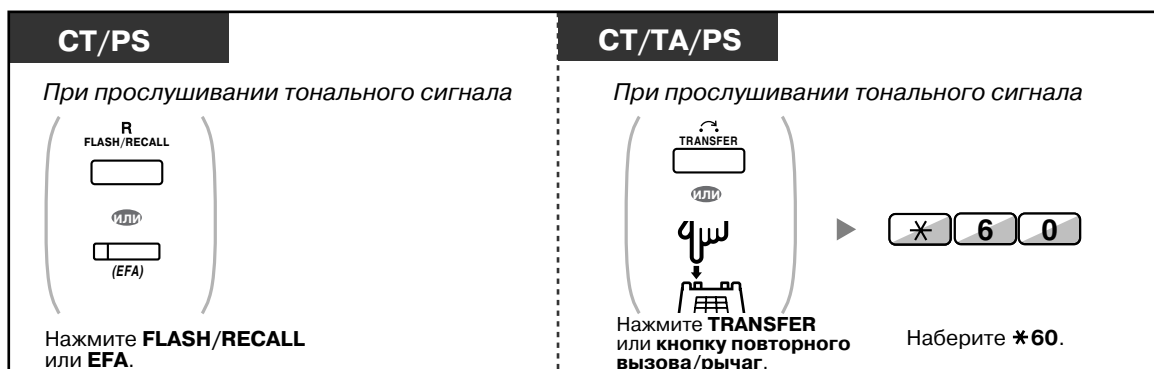 CT/PS
При прослушивании тонального сигнала
R
FLASH/RECALL
или
(EFA)
Нажмите FLASH/RECALL
или EFA.
CT/TA/PS
При прослушивании тонального сигнала
TRANSFER
или
Нажмите TRANSFER
или кнопку повторного
вызова/рычаг.
* 6 0
Наберите *60.